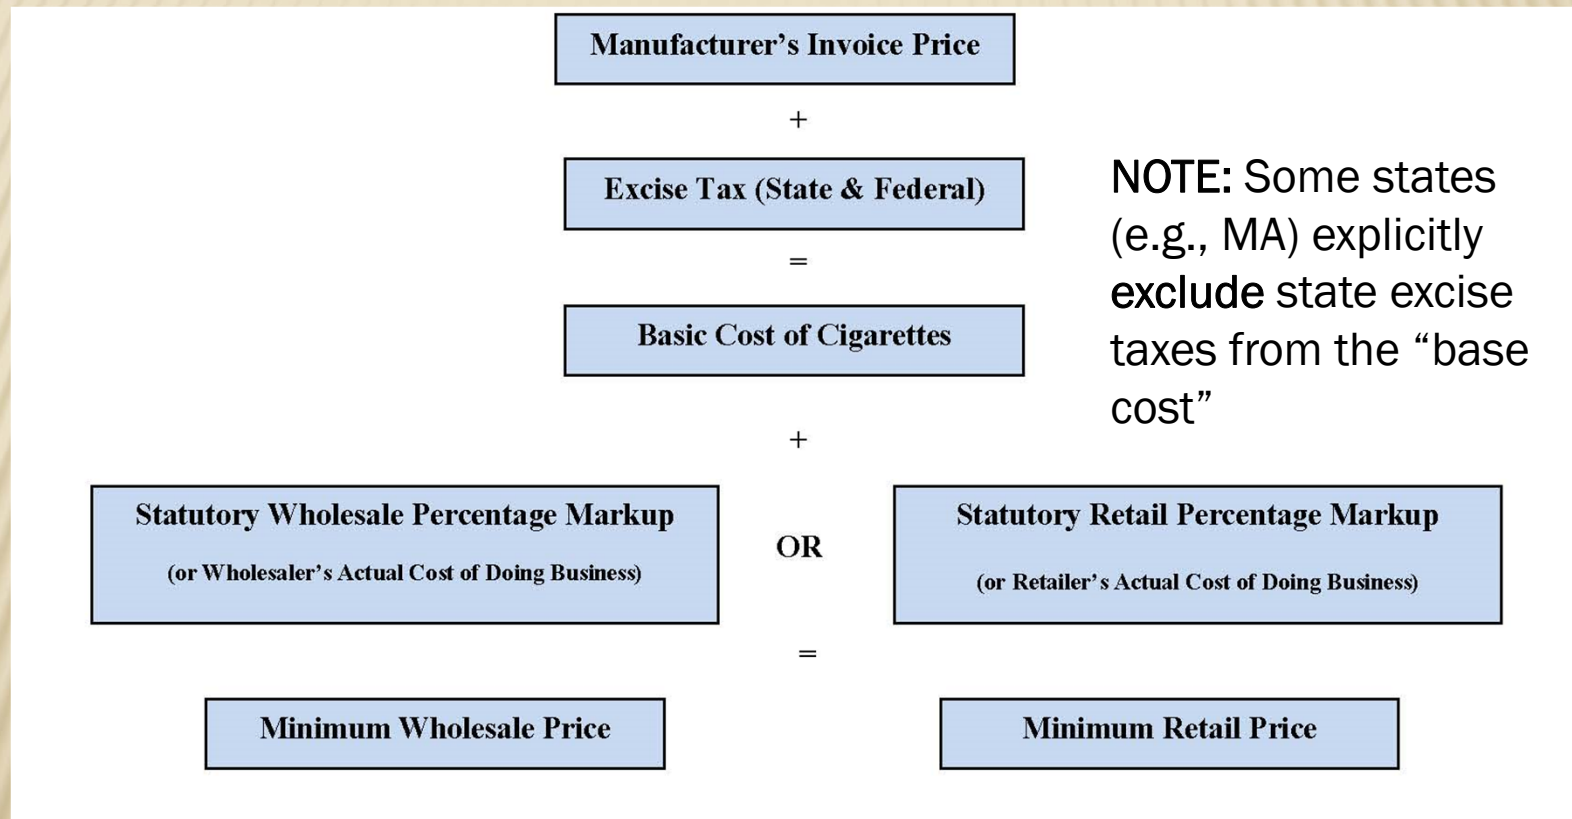 Manufacturer’s Invoice Price
+
Excise Tax (State & Federal)
=
Basic Cost of Cigarettes
NOTE: Some states
(e.g., MA) explicitly
exclude state excise
taxes from the “base
cost”
+
Statutory Wholesale Percentage Markup
(or Wholesaler’s Actual Cost of Doing Business)
OR
Statutory Retail Percentage Markup
(or Retailer’s Actual Cost of Doing Business)
=
Minimum Wholesale Price
Minimum Retail Price